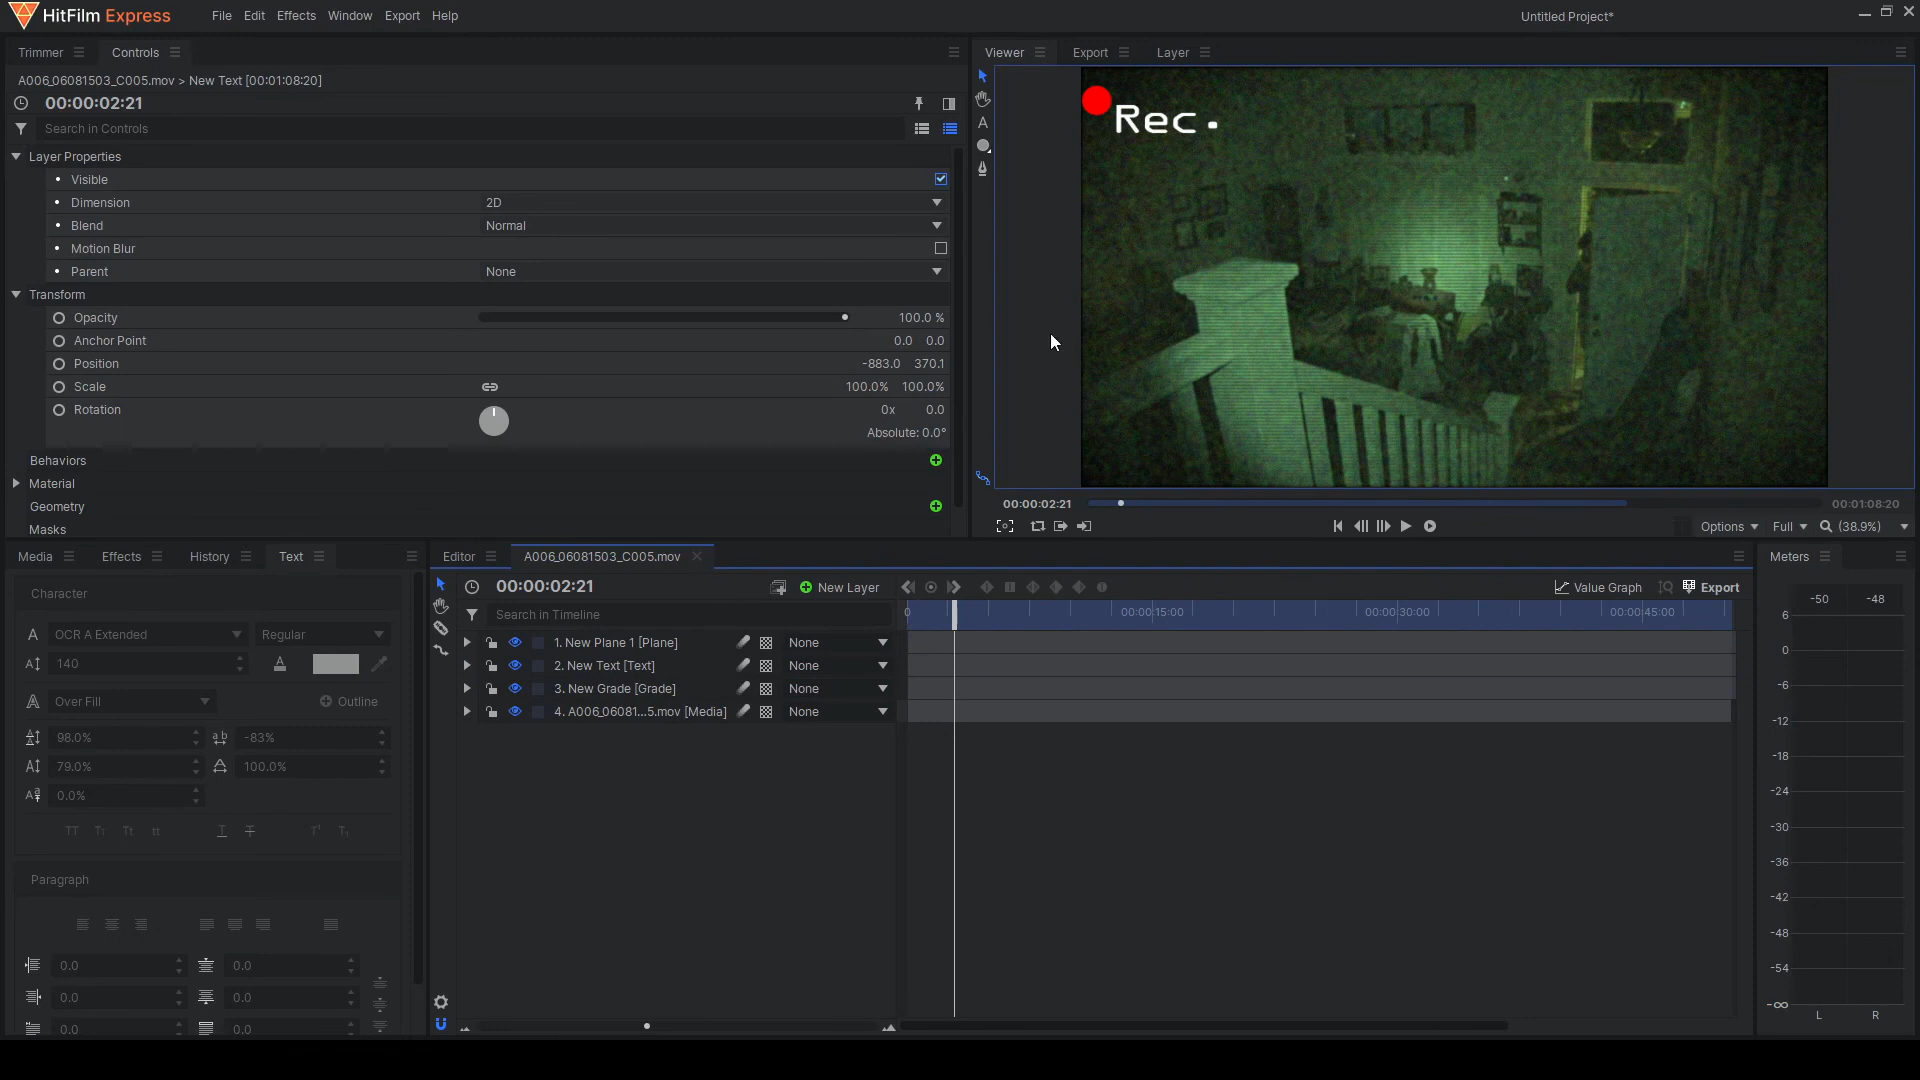 HitFilm Express
File Edit Effects Window Export Help
Untitled Project*
Trimmer Controls
A006_06081503_C005.mov > New Text [00:01:08:20]
00:00:02:21
Search in Controls
Layer Properties
Visible
Dimension 2D
Blend Normal
Motion Blur
Parent None
Transform
Opacity 100.0 %
Anchor Point 0.0 0.0
Position -883.0 370.1
Scale 100.0% 100.0%
Rotation 0x 0.0
Absolute: 0.0°
Behaviors
Material
Geometry
Masks
Viewer Export Layer
Rec.
00:00:02:21 00:01:08:20
Options Full (38.9%)
Media Effects History Text
Character
A OCR A Extended Regular
140
Over Fill Outline
98.0% -83%
79.0% 100.0%
0.0%
TT Tr Tt tt T T T¹ T₁
Paragraph
0.0 0.0
0.0 0.0
0.0 0.0
Editor A006_06081503_C005.mov
00:00:02:21 New Layer Value Graph Export
Search in Timeline
0 00:00:15:00 00:00:30:00 00:00:45:00
1. New Plane 1 [Plane] None
2. New Text [Text] None
3. New Grade [Grade] None
4. A006_06081...5.mov [Media] None
Meters
-50 -48
6
0
-6
-12
-18
-24
-30
-36
-42
-48
-54
-∞
L R